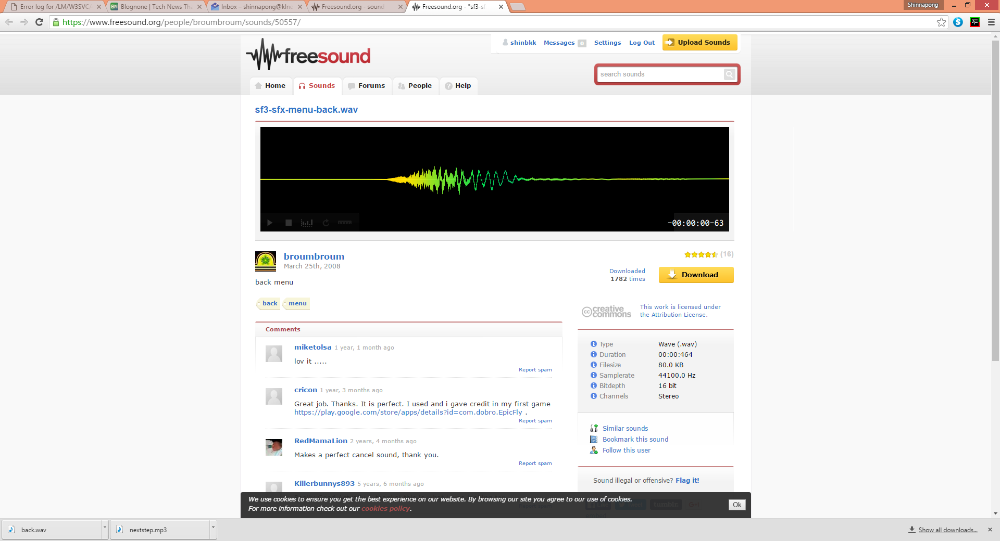 Error log for /LM/W3SVC/
Blognone | Tech News Tha
Inbox – shinnapong@klne
Freesound.org - sound
Freesound.org - "sf3-sf
Shinnapong
https://www.freesound.org/people/broumbroum/sounds/50557/
freesound
shinbkk
Messages 0
Settings
Log Out
Upload Sounds
search sounds
Home
Sounds
Forums
People
Help
sf3-sfx-menu-back.wav
-00:00:00-63
broumbroum
March 25th, 2008
(16)
Downloaded
1782 times
Download
back menu
back
menu
creative
commons
This work is licensed under
the Attribution License.
Comments
miketolsa 1 year, 1 month ago
lov it .....
Report spam
cricon 1 year, 3 months ago
Great job. Thanks. It is perfect. I used and i gave credit in my first game
https://play.google.com/store/apps/details?id=com.dobro.EpicFly .
Report spam
RedMamaLion 2 years, 4 months ago
Makes a perfect cancel sound, thank you.
Report spam
Killerbunnys893 5 years, 6 months ago
Type Wave (.wav)
Duration 00:00:464
Filesize 80.0 KB
Samplerate 44100.0 Hz
Bitdepth 16 bit
Channels Stereo
Similar sounds
Bookmark this sound
Follow this user
Sound illegal or offensive? Flag it!
tumblr.
We use cookies to ensure you get the best experience on our website. By browsing our site you agree to our use of cookies.
For more information check out our cookies policy.
Ok
back.wav
nextstep.mp3
Show all downloads...